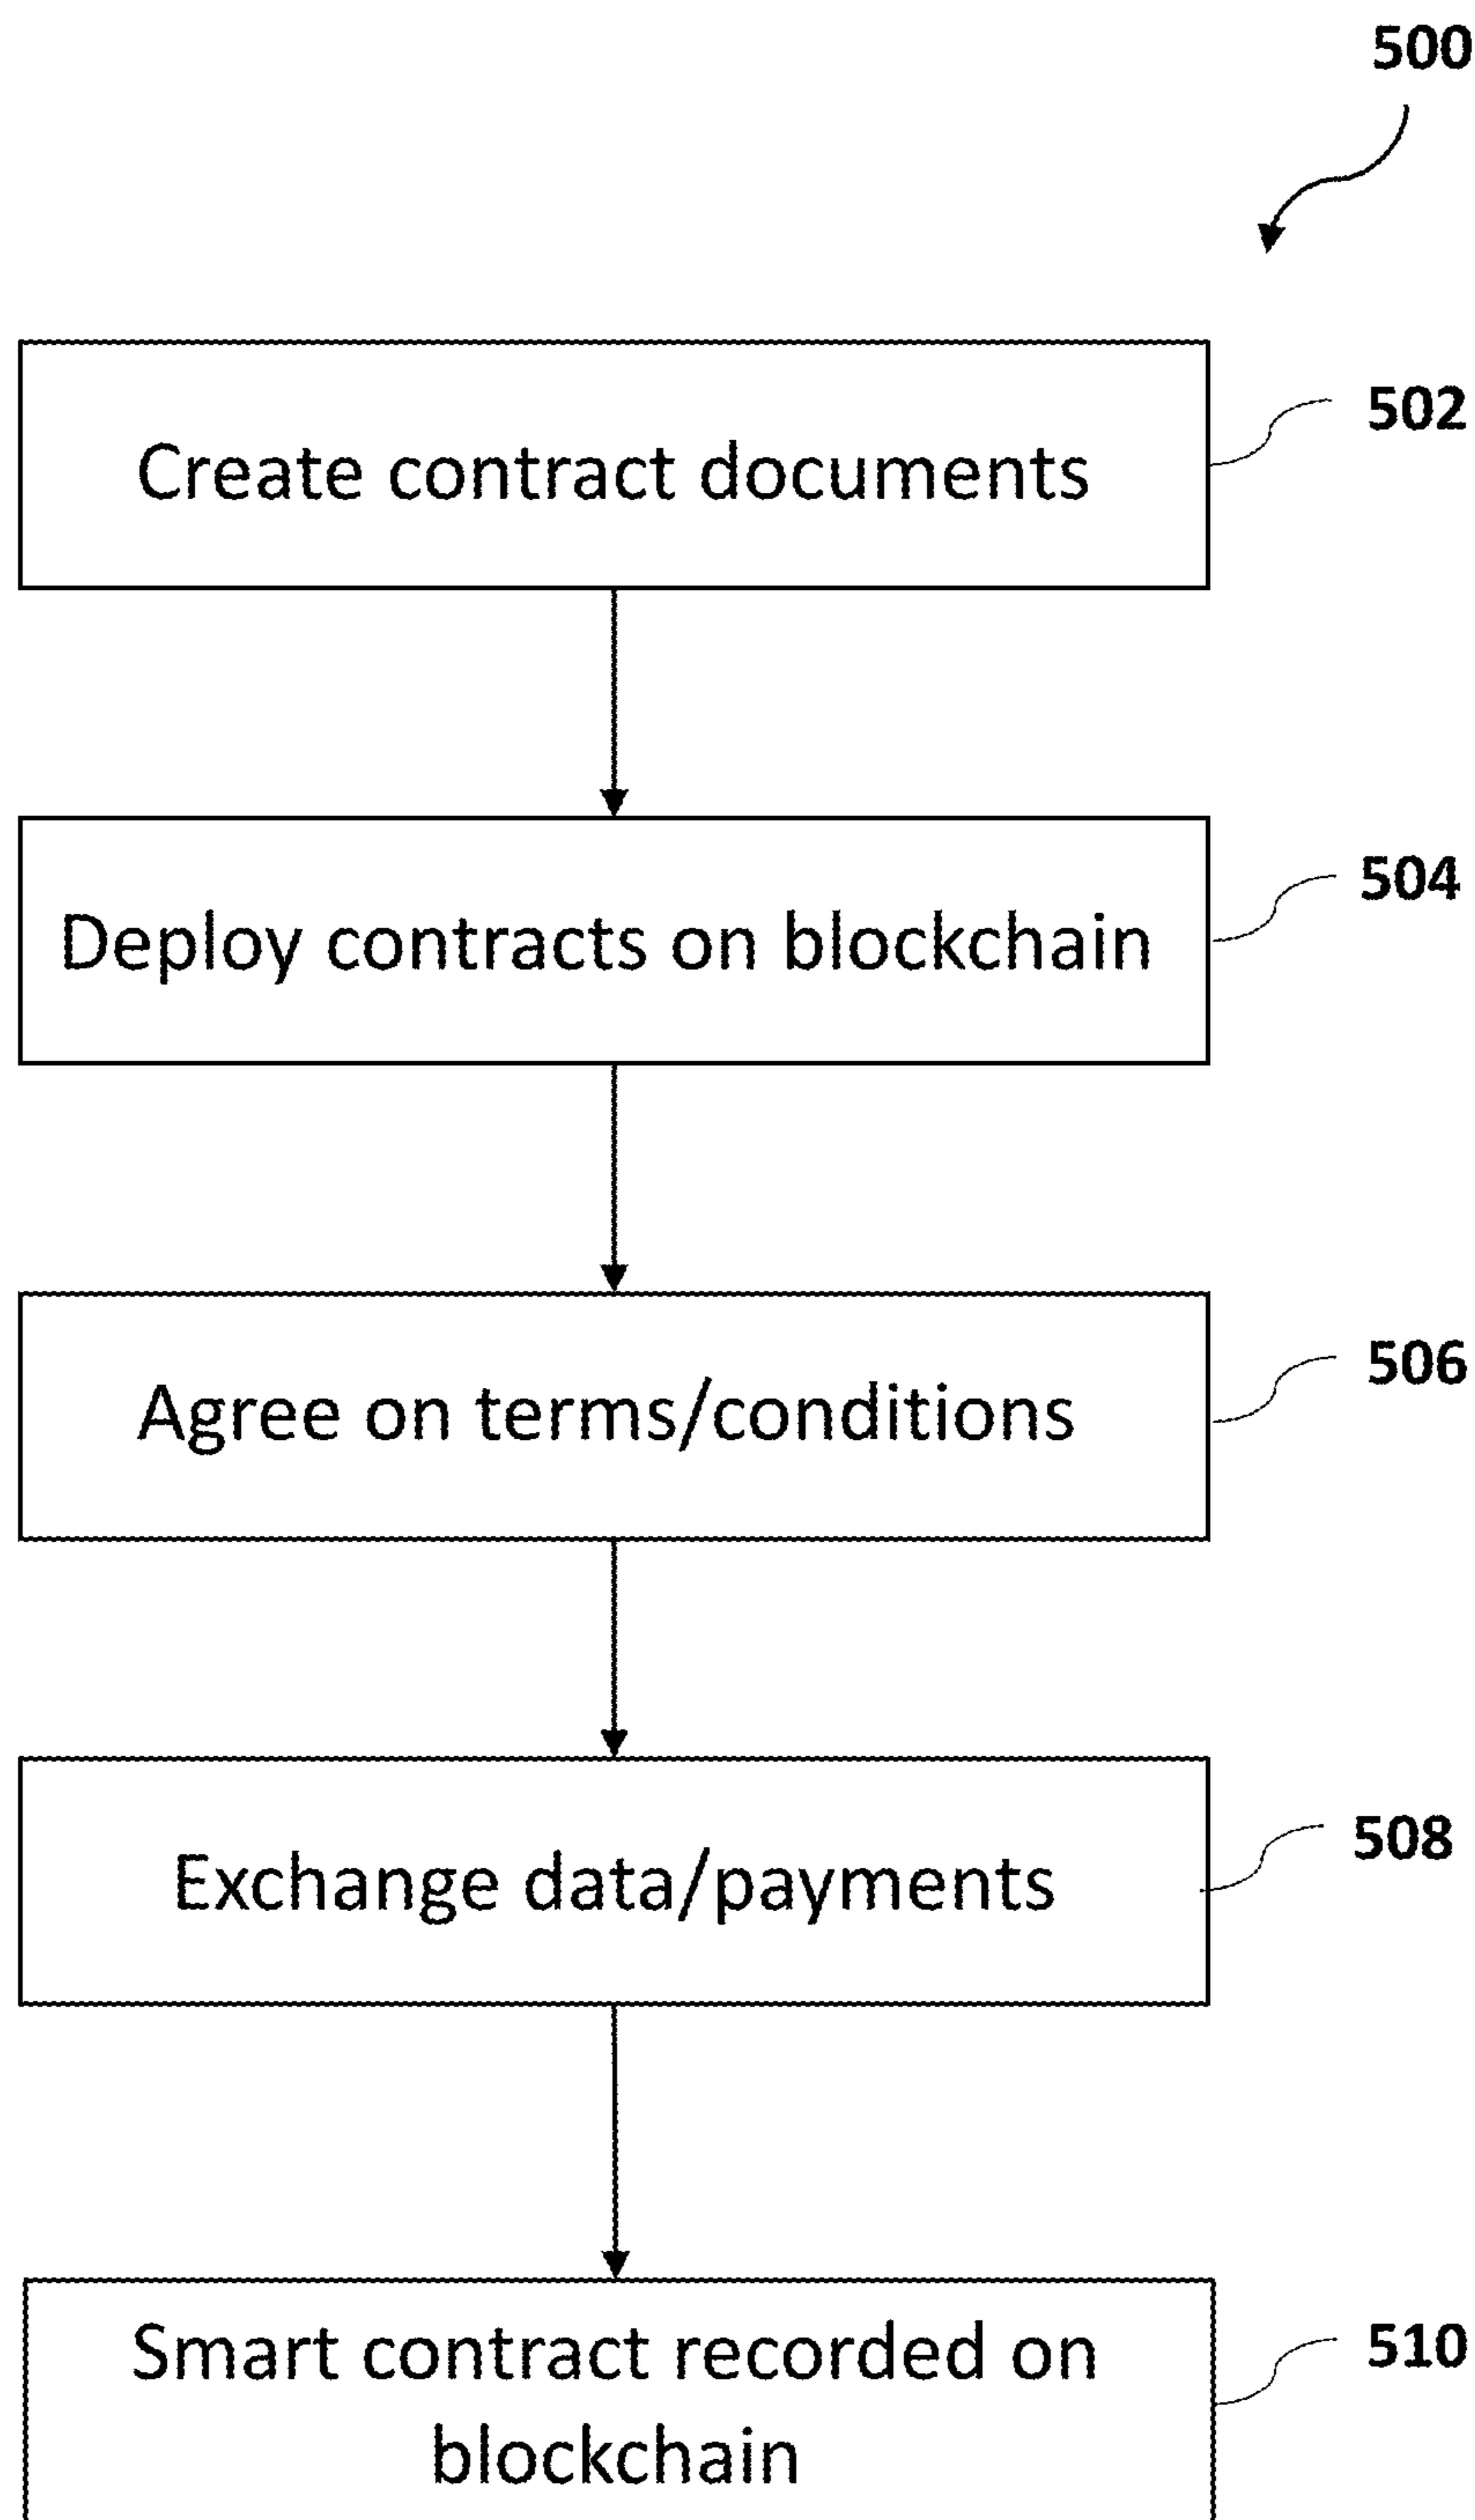 500
Create contract documents
502
Deploy contracts on blockchain
504
Agree on terms/conditions
506
Exchange data/payments
508
Smart contract recorded on
blockchain
510